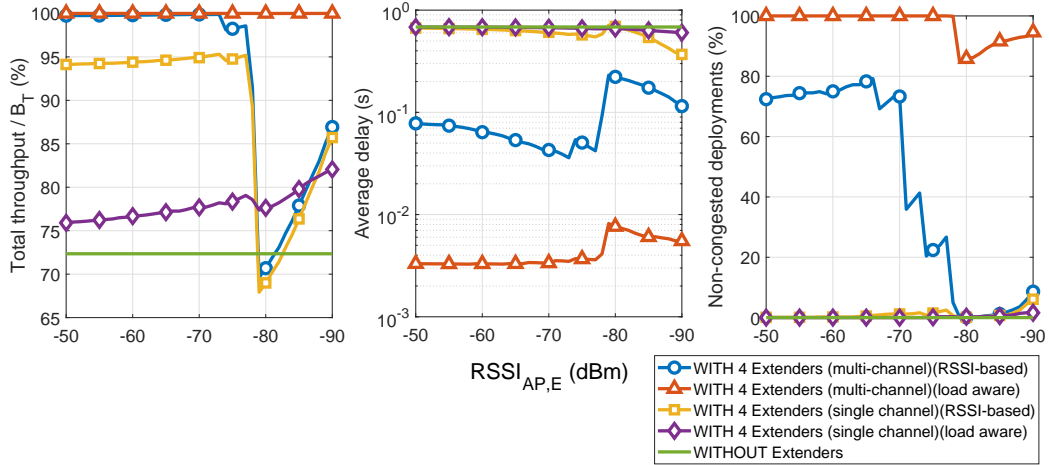 Total throughput / B_T (%)
100
95
90
85
80
75
70
65
-50 -60 -70 -80 -90
Average delay (s)
10^0
10^-1
10^-2
10^-3
-50 -60 -70 -80 -90
RSSI_AP,E (dBm)
Non-congested deployments (%)
100
80
60
40
20
0
-50 -60 -70 -80 -90
WITH 4 Extenders (multi-channel)(RSSI-based)
WITH 4 Extenders (multi-channel)(load aware)
WITH 4 Extenders (single channel)(RSSI-based)
WITH 4 Extenders (single channel)(load aware)
WITHOUT Extenders